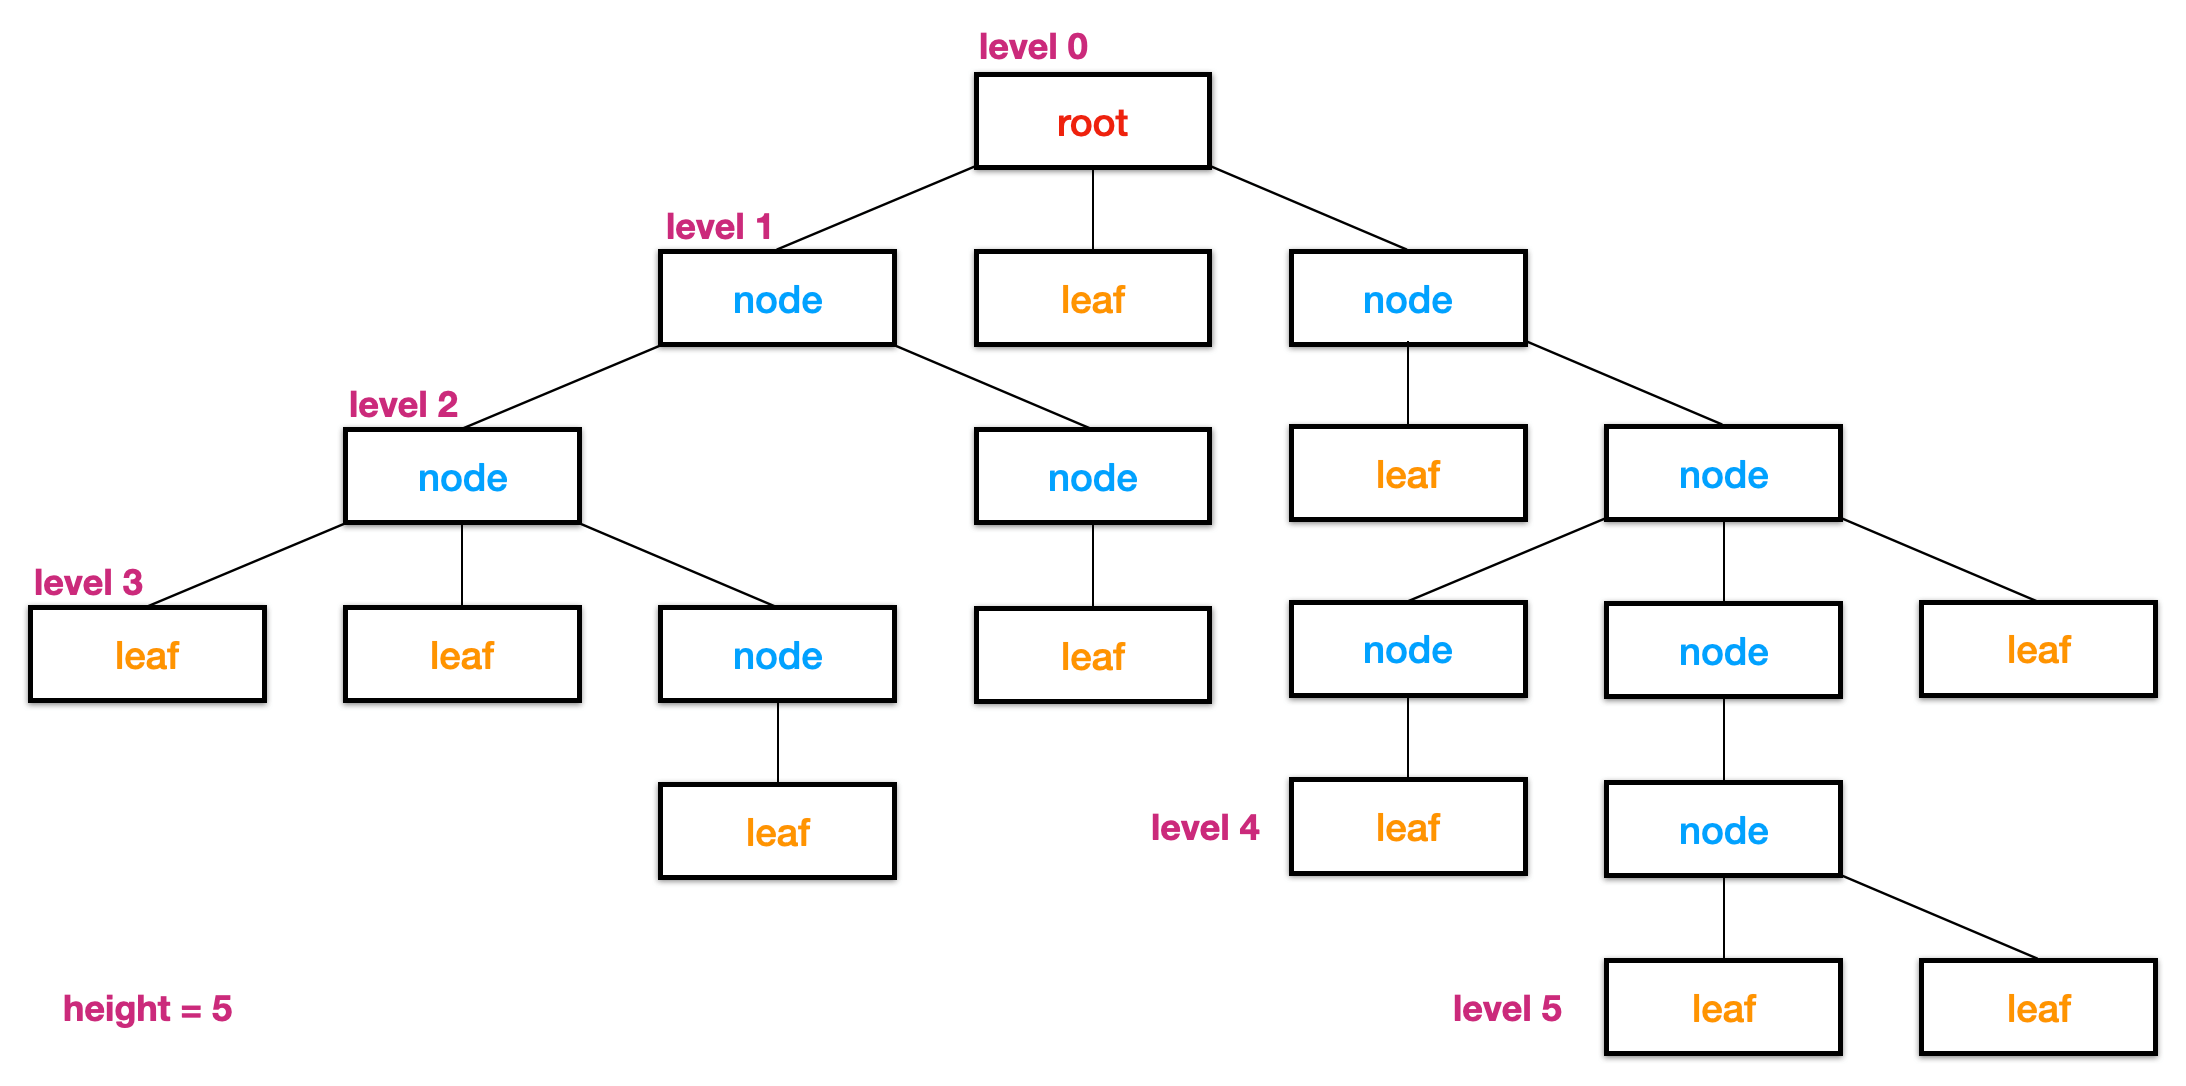 level 0
root
level 1
node
leaf
node
level 2
node
node
leaf
node
level 3
leaf
leaf
node
leaf
node
node
leaf
leaf
level 4
leaf
node
height = 5
level 5
leaf
leaf